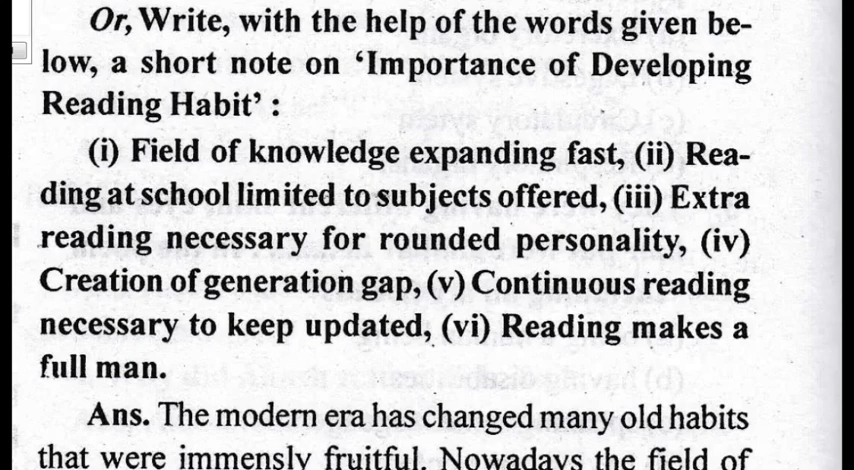 Or, Write, with the help of the words given be-
low, a short note on ‘Importance of Developing
Reading Habit’ :
(i) Field of knowledge expanding fast, (ii) Rea-
ding at school limited to subjects offered, (iii) Extra
reading necessary for rounded personality, (iv)
Creation of generation gap, (v) Continuous reading
necessary to keep updated, (vi) Reading makes a
full man.
Ans. The modern era has changed many old habits
that were immensly fruitful. Nowadays the field of